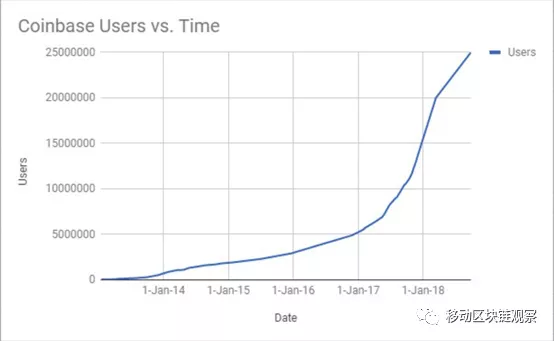 Coinbase Users vs. Time
Users
25000000
20000000
15000000
10000000
5000000
0
Users
1-Jan-14 1-Jan-15 1-Jan-16 1-Jan-17 1-Jan-18
Date
移动区块链观察